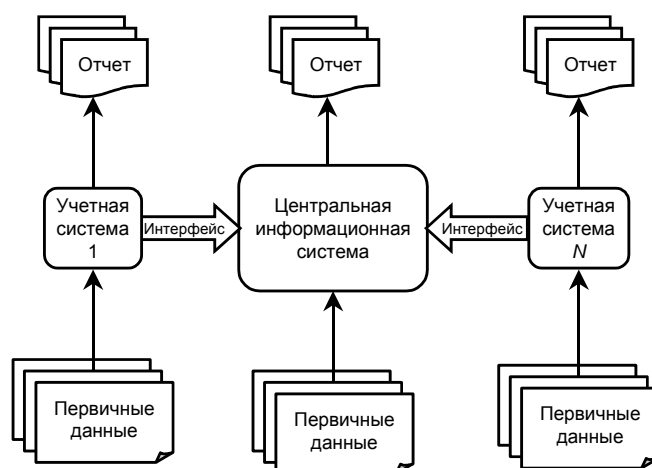 Отчет
Отчет
Отчет
Учетная
система
1
Интерфейс
Центральная
информационная
система
Интерфейс
Учетная
система
N
Первичные
данные
Первичные
данные
Первичные
данные